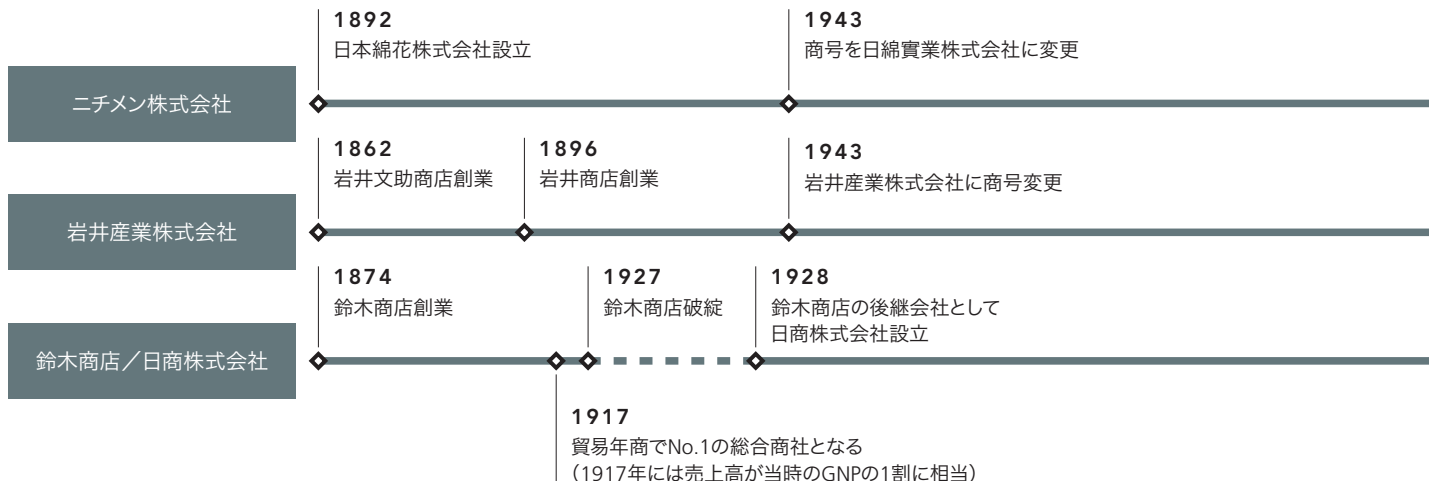 1892
日本綿花株式会社設立
1943
商号を日綿實業株式会社に変更
ニチメン株式会社
1862
岩井文助商店創業
1896
岩井商店創業
1943
岩井産業株式会社に商号変更
岩井産業株式会社
1874
鈴木商店創業
1927
鈴木商店破綻
1928
鈴木商店の後継会社として
日商株式会社設立
鈴木商店／日商株式会社
1917
貿易年商でNo.1の総合商社となる
（1917年には売上高が当時のGNPの1割に相当）